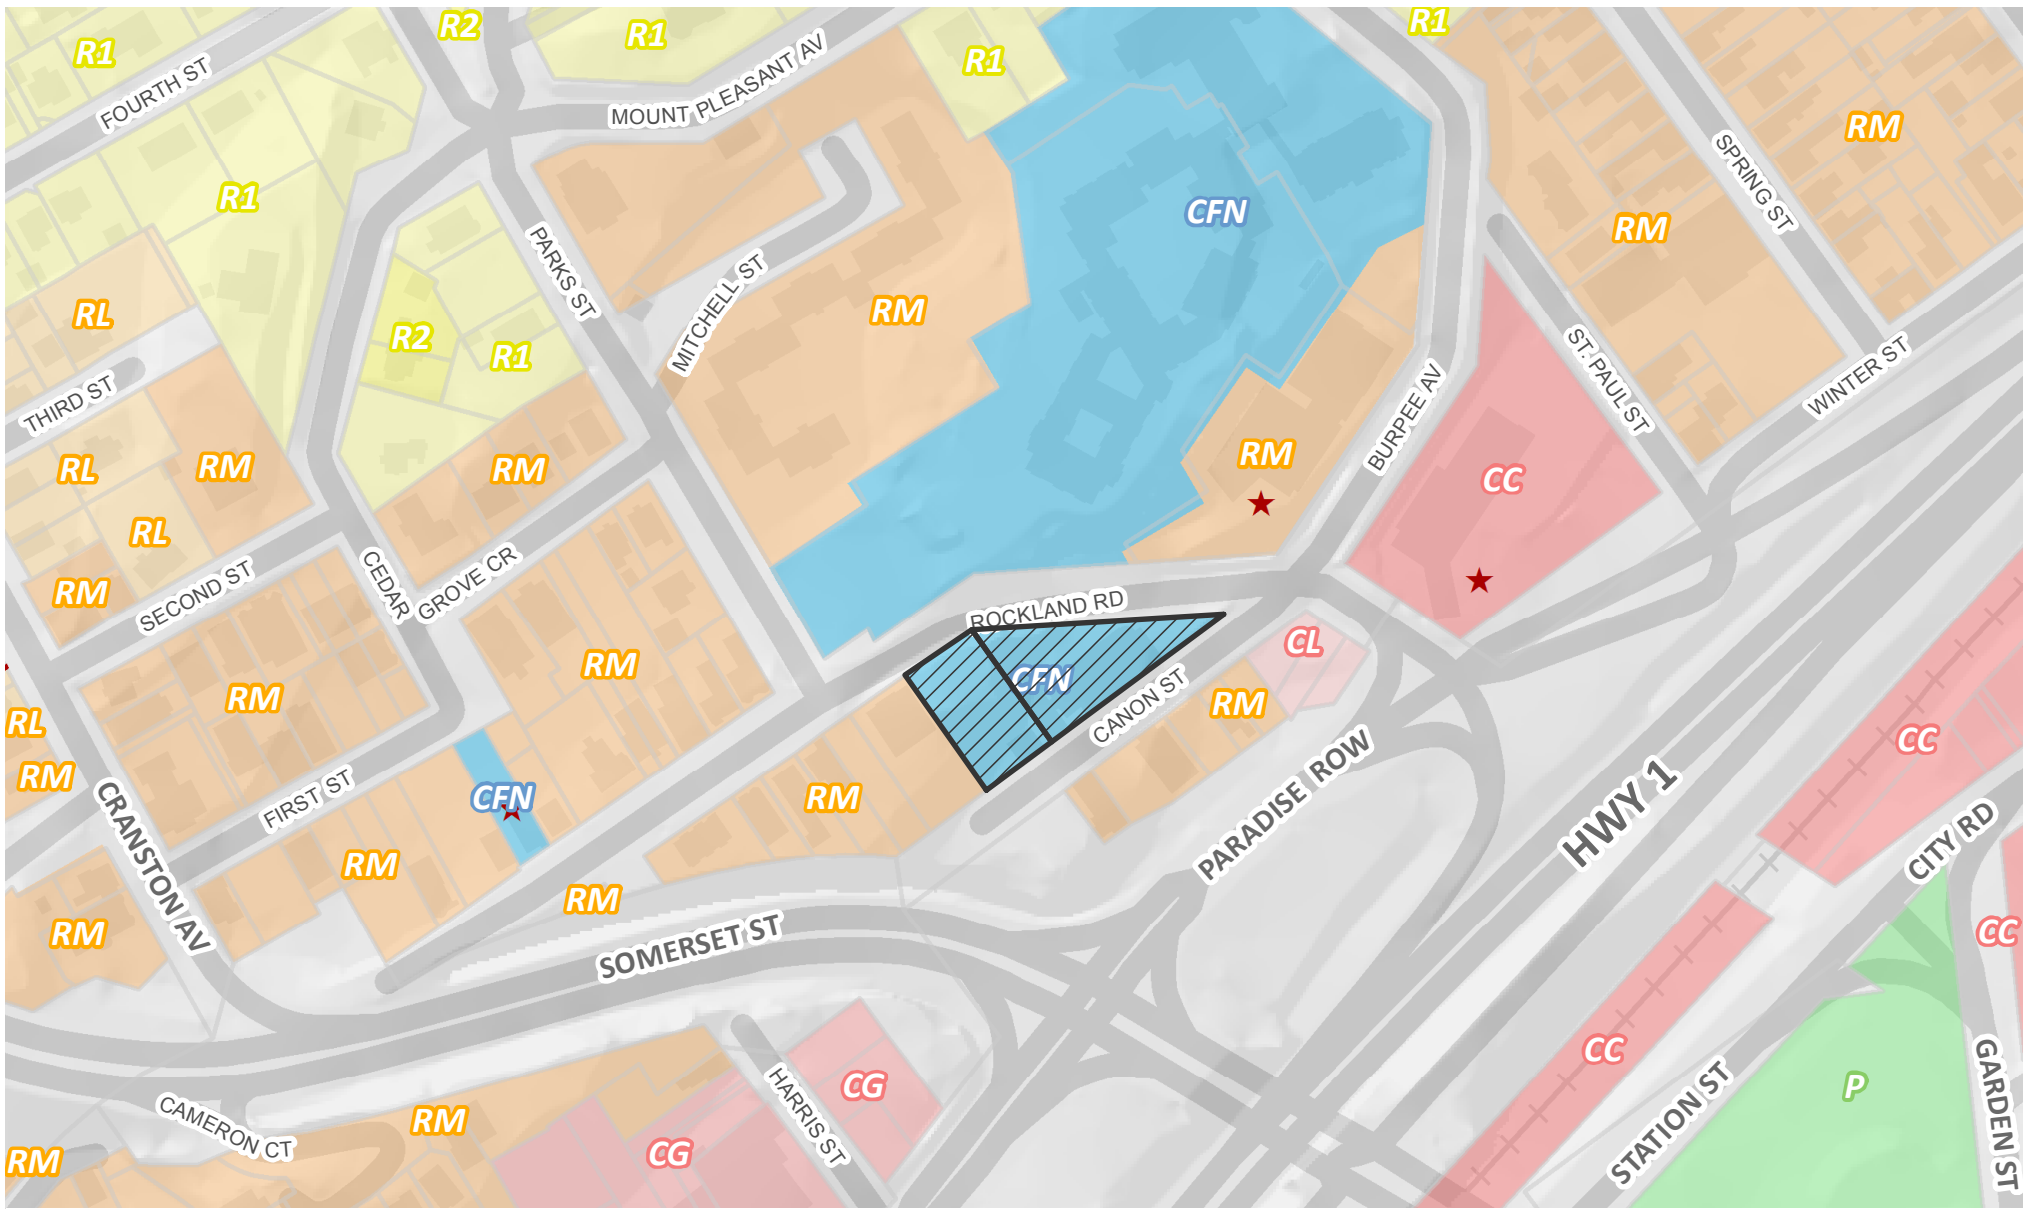 R1
R2
R1
R1
R1
FOURTH ST
MOUNT PLEASANT AV
RM
SPRING ST
R1
CFN
RM
PARKS ST
RL
MITCHELL ST
RM
R2
R1
ST. PAUL ST
WINTER ST
THIRD ST
BURPEE AV
RL
RM
RM
RM
CC
RL
RM
SECOND ST
CEDAR
GROVE CR
ROCKLAND RD
CL
RM
RM
CFN
CANON ST
RM
RL
RM
FIRST ST
CFN
RM
PARADISE ROW
HWY 1
CC
CRANSTON AV
RM
RM
CITY RD
RM
SOMERSET ST
CC
CC
CAMERON CT
RM
HARRIS ST
CG
P
GARDEN ST
RM
CG
STATION ST